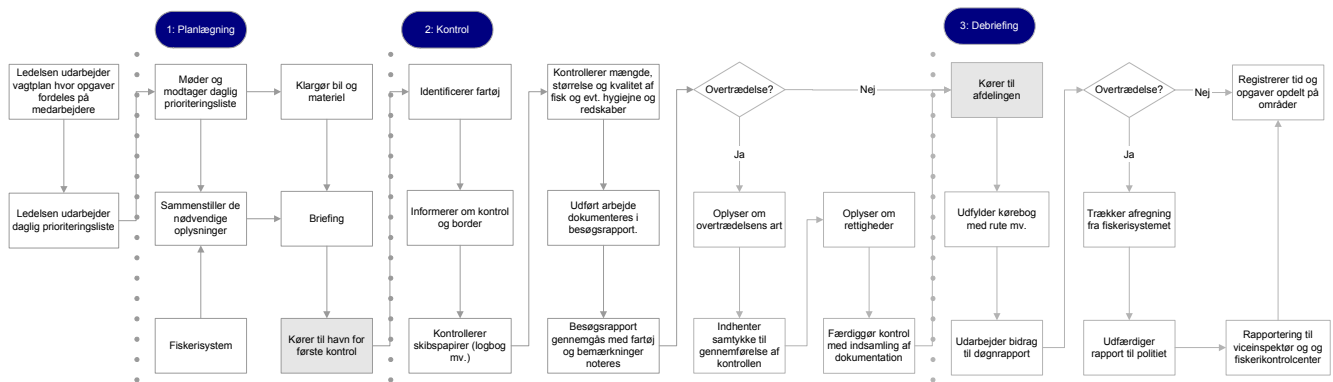 1: Planlægning
2: Kontrol
3: Debriefing
Ledelsen udarbejder
vagtplan hvor opgaver
fordeles på
medarbejdere
Ledelsen udarbejder
daglig prioriteringsliste
Møder og
modtager daglig
prioriteringsliste
Klargør bil og
materiel
Sammenstiller de
nødvendige
oplysninger
Briefing
Fiskerisystem
Kører til havn for
første kontrol
Identificerer fartøj
Informerer om kontrol
og border
Kontrollerer
skibspapirer (logbog
mv.)
Kontrollerer mængde,
størrelse og kvalitet af
fisk og evt. hygiejne og
redskaber
Udført arbejde
dokumenteres i
besøgsrapport.
Besøgsrapport
gennemgås med fartøj
og bemærkninger
noteres
Overtrædelse?
Nej
Ja
Oplyser om
overtrædelsens art
Indhenter
samtykke til
gennemførelse af
kontrollen
Oplyser om
rettigheder
Færdiggør kontrol
med indsamling af
dokumentation
Kører til
afdelingen
Udfylder kørebog
med rute mv.
Udarbejder bidrag
til døgnrapport
Overtrædelse?
Nej
Ja
Trækker afregning
fra fiskerisystemet
Udfærdiger
rapport til politiet
Registrerer tid og
opgaver opdelt på
områder
Rapportering til
viceinspektør og og
fiskerikontrolcenter